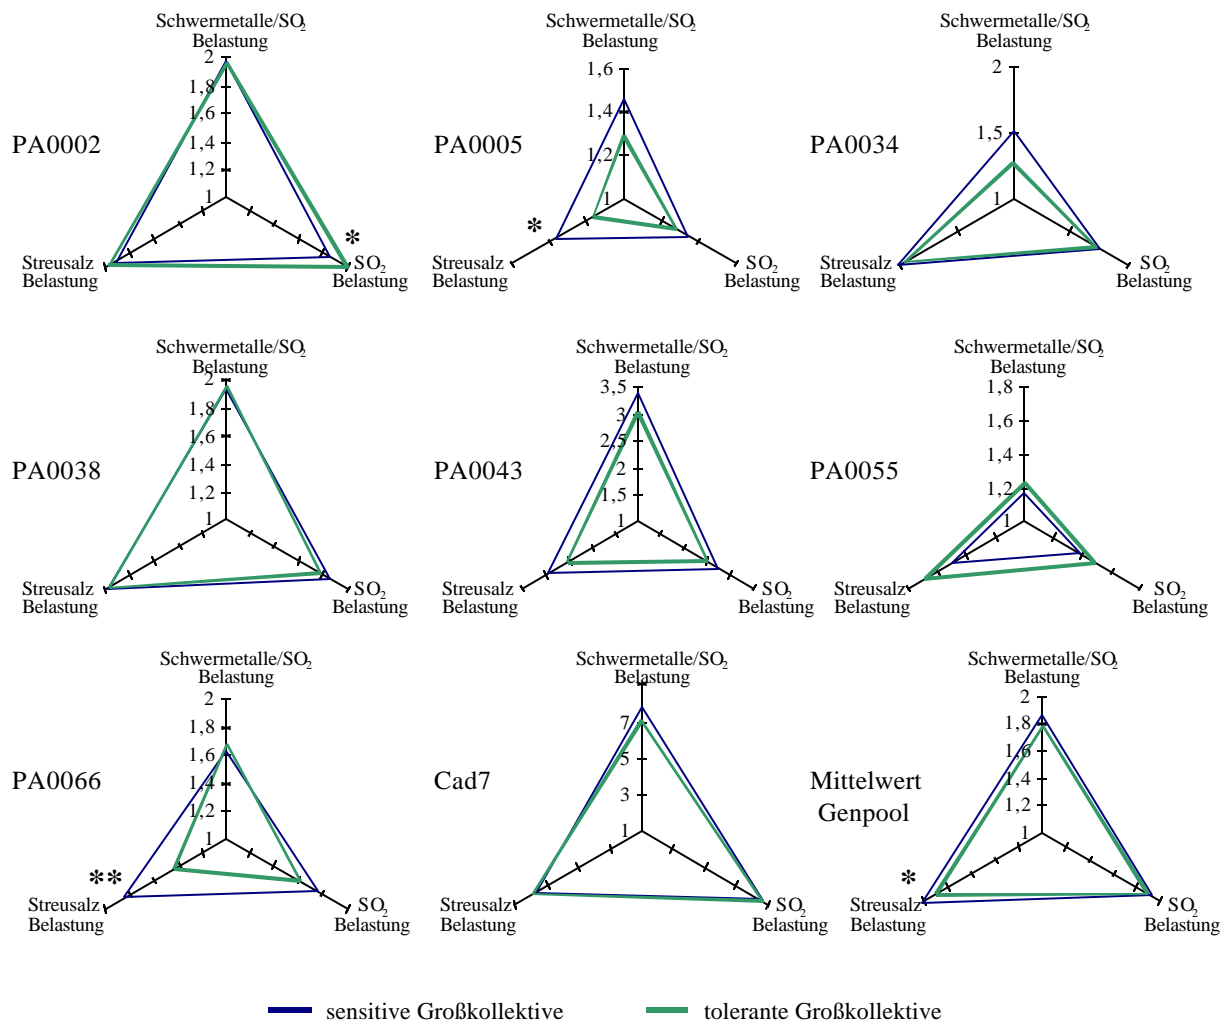 Schwermetalle/SO2
Belastung
2
1,8
1,6
1,4
1,2
1
PA0002
*
Streusalz
Belastung
SO2
Belastung
Schwermetalle/SO2
Belastung
1,6
1,4
1,2
1
PA0005
*
Streusalz
Belastung
SO2
Belastung
Schwermetalle/SO2
Belastung
2
1,5
1
PA0034
Streusalz
Belastung
SO2
Belastung
Schwermetalle/SO2
Belastung
2
1,8
1,6
1,4
1,2
1
PA0038
Streusalz
Belastung
SO2
Belastung
Schwermetalle/SO2
Belastung
3,5
3
2,5
2
1,5
1
PA0043
Streusalz
Belastung
SO2
Belastung
Schwermetalle/SO2
Belastung
1,8
1,6
1,4
1,2
1
PA0055
Streusalz
Belastung
SO2
Belastung
Schwermetalle/SO2
Belastung
2
1,8
1,6
1,4
1,2
1
PA0066
**
Streusalz
Belastung
SO2
Belastung
Schwermetalle/SO2
Belastung
7
5
3
1
Cad7
Streusalz
Belastung
SO2
Belastung
Schwermetalle/SO2
Belastung
2
1,8
1,6
1,4
1,2
1
Mittelwert
Genpool
*
Streusalz
Belastung
SO2
Belastung
sensitive Großkollektive
tolerante Großkollektive